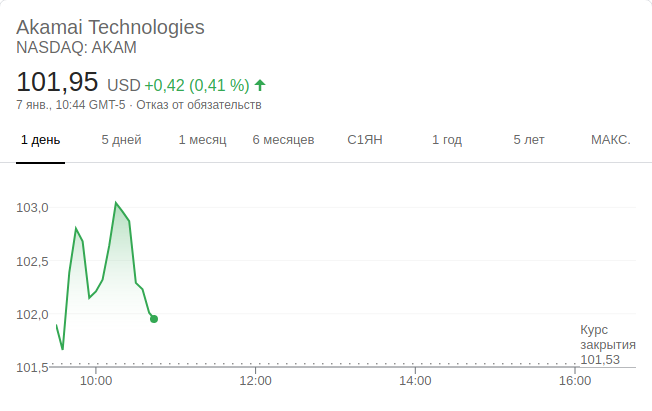 Akamai Technologies
NASDAQ: AKAM
101,95 USD +0,42 (0,41 %)
7 янв., 10:44 GMT-5 · Отказ от обязательств
1 день 5 дней 1 месяц 6 месяцев С1ЯН 1 год 5 лет МАКС.
103,0
102,5
102,0
101,5
Курс
закрытия
101,53
10:00 12:00 14:00 16:00